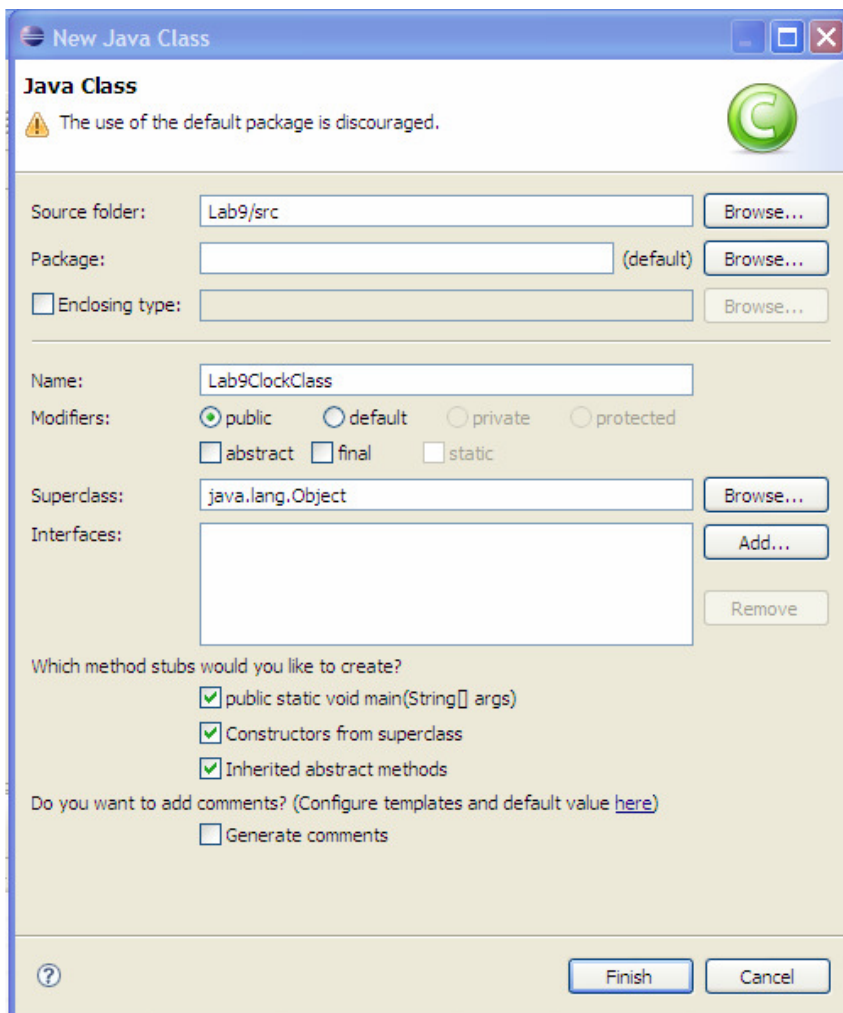 New Java Class
Java Class
The use of the default package is discouraged.
Source folder: Lab9/src Browse...
Package: (default) Browse...
Enclosing type: Browse...
Name: Lab9ClockClass
Modifiers: public default private protected
abstract final static
Superclass: java.lang.Object Browse...
Interfaces: Add...
Remove
Which method stubs would you like to create?
public static void main(String[] args)
Constructors from superclass
Inherited abstract methods
Do you want to add comments? (Configure templates and default value here)
Generate comments
? Finish Cancel